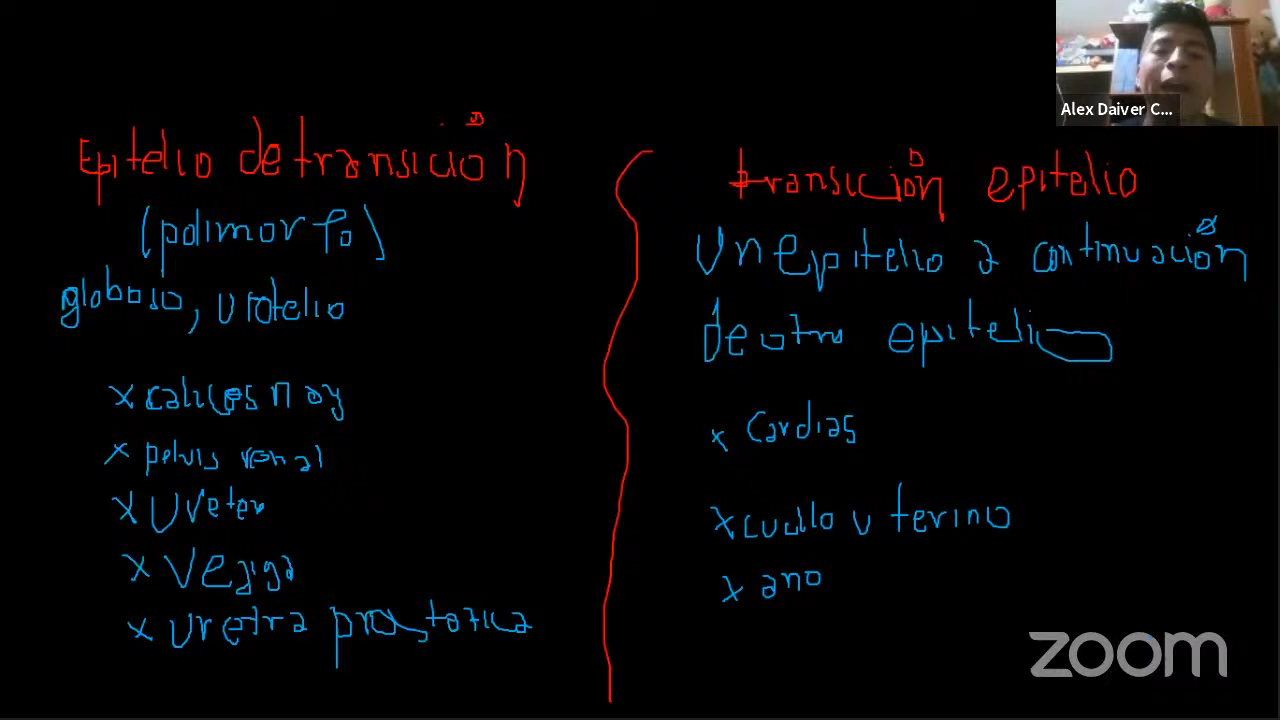 Epitelio de transición
(polimorfo)
globoso, urotelio
x calices may
x pelvis renal
x Ureter
x Vejiga
x uretra prostatica
transición epitelio
Un epitelio a continuación
de otro epitelio
x Cardias
x cuello uterino
x ano
Alex Daiver C...
zoom